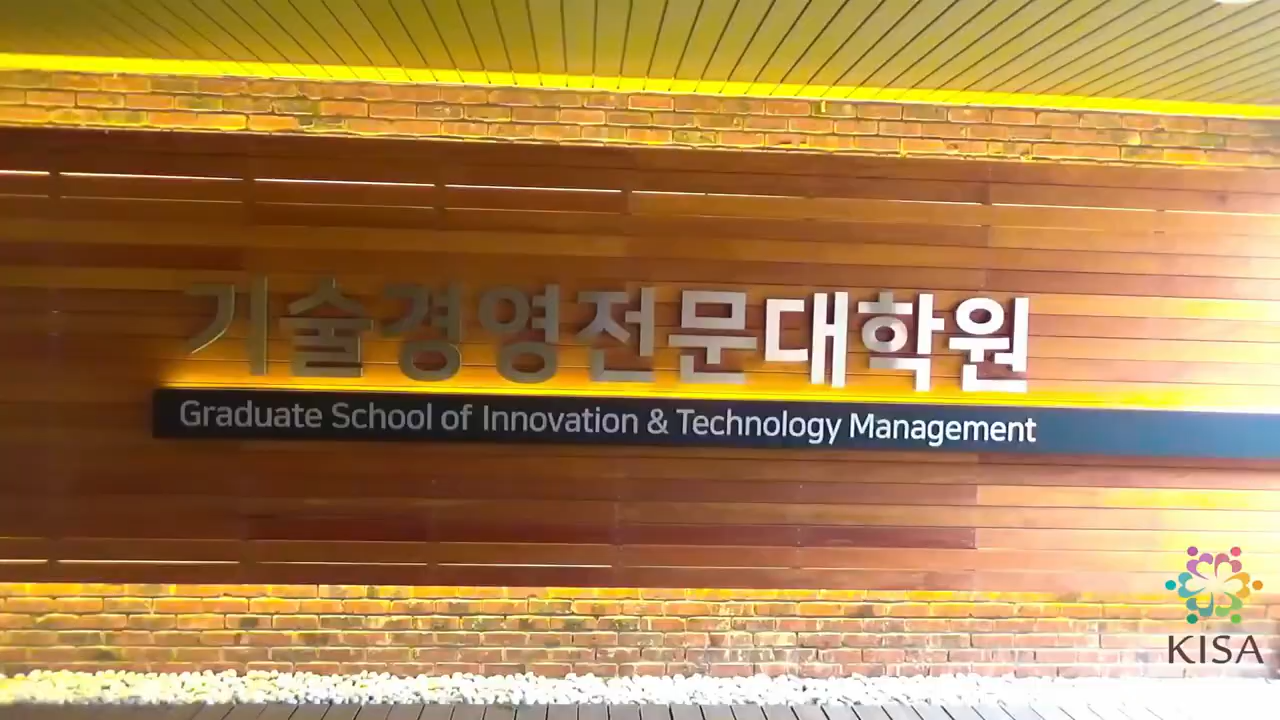 기술경영전문대학원
Graduate School of Innovation & Technology Management
KISA